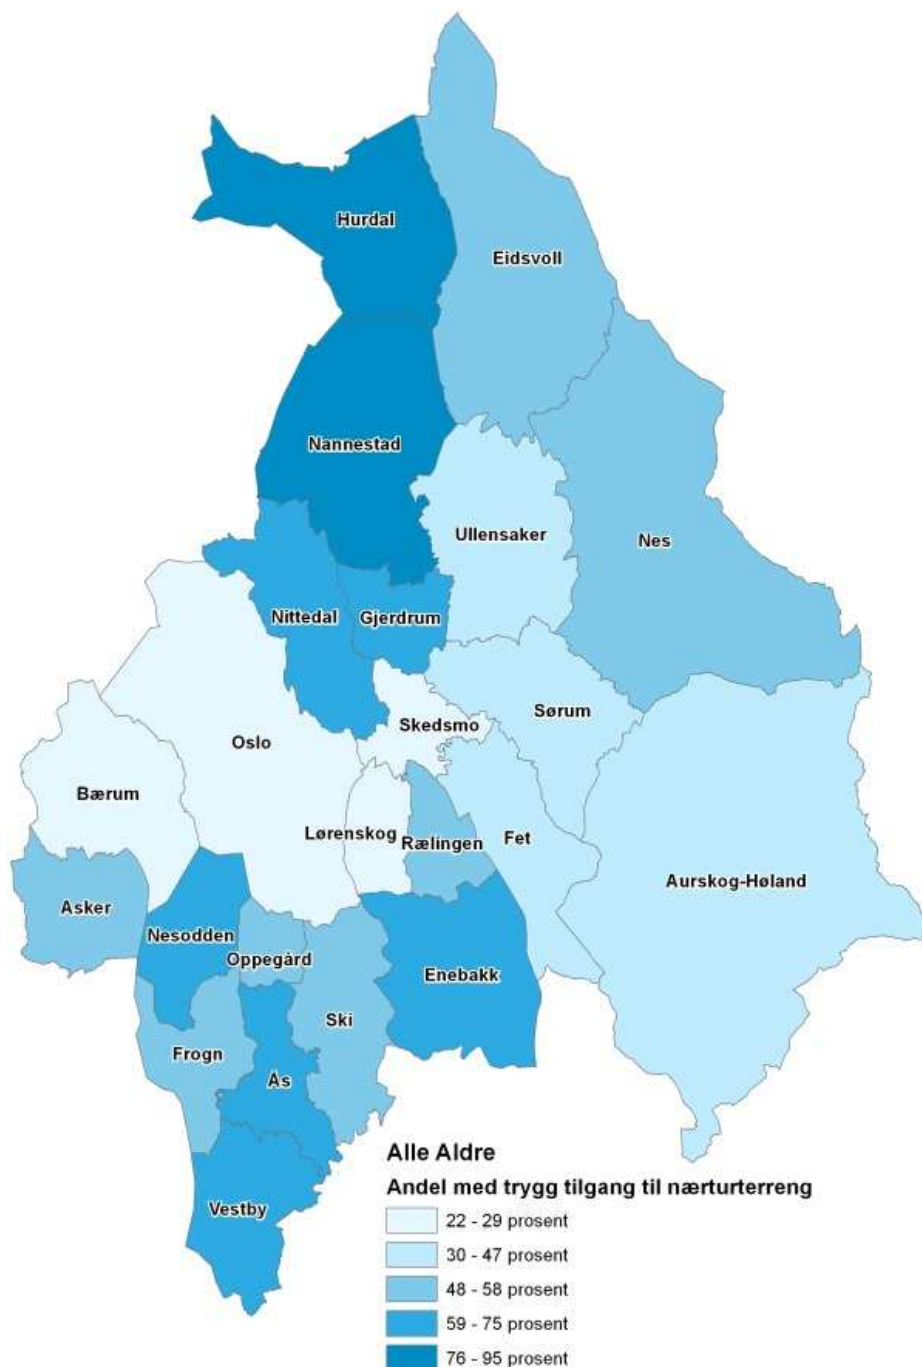 Hurdal
Eidsvoll
Nannestad
Ullensaker
Nes
Nittedal
Gjerdrum
Sørum
Skedsmo
Oslo
Bærum
Lørenskog
Rælingen
Fet
Aurskog-Høland
Asker
Nesodden
Oppegård
Enebakk
Ski
Frogn
Ås
Vestby
Alle Aldre
Andel med trygg tilgang til nærturterreng
22 - 29 prosent
30 - 47 prosent
48 - 58 prosent
59 - 75 prosent
76 - 95 prosent